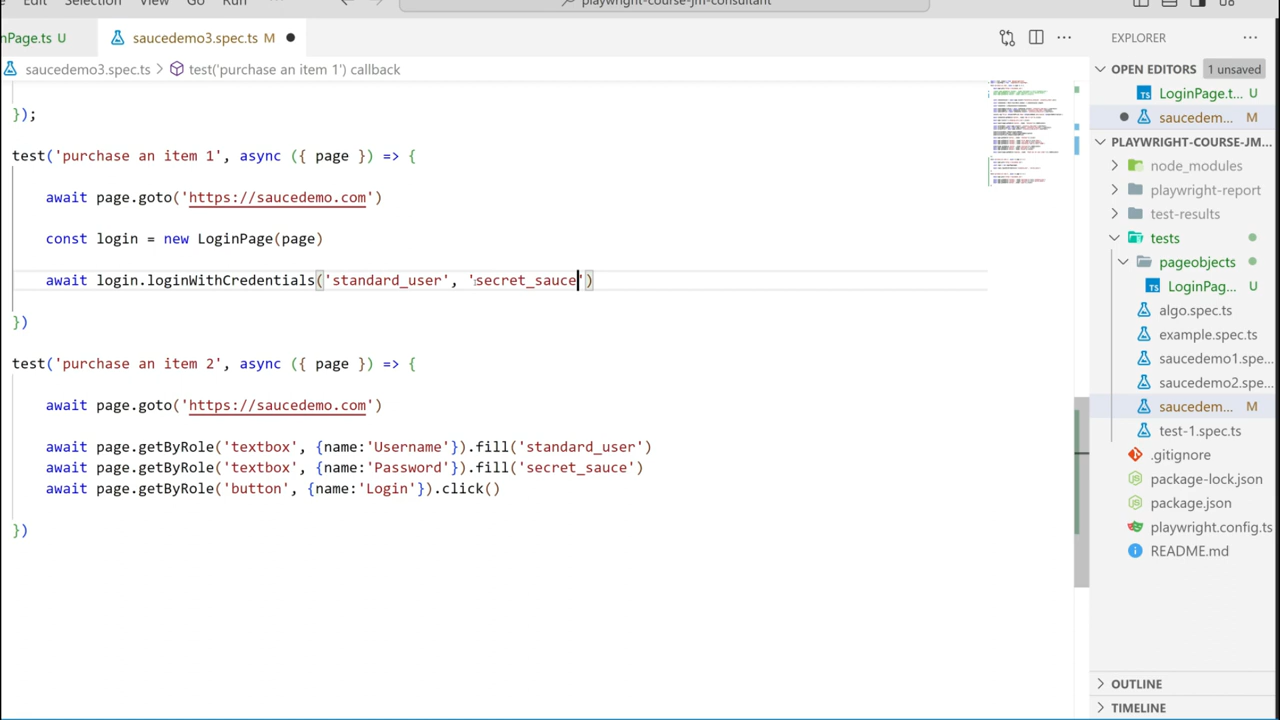 Edit Selection View Go Run ··· playwright-course-jm-consultant
nPage.ts U saucedemo3.spec.ts M
saucedemo3.spec.ts > test('purchase an item 1') callback
});
test('purchase an item 1', async ({ page }) => {
await page.goto('https://saucedemo.com')
const login = new LoginPage(page)
await login.loginWithCredentials('standard_user', 'secret_sauce')
})
test('purchase an item 2', async ({ page }) => {
await page.goto('https://saucedemo.com')
await page.getByRole('textbox', {name:'Username'}).fill('standard_user')
await page.getByRole('textbox', {name:'Password'}).fill('secret_sauce')
await page.getByRole('button', {name:'Login'}).click()
})
EXPLORER
OPEN EDITORS 1 unsaved
TS LoginPage.t... U
saucedem... M
PLAYWRIGHT-COURSE-JM...
node_modules
playwright-report
test-results
tests
pageobjects
TS LoginPag... U
algo.spec.ts
example.spec.ts
saucedemo1.spe...
saucedemo2.spe...
saucedem... M
test-1.spec.ts
.gitignore
package-lock.json
package.json
playwright.config.ts
README.md
OUTLINE
TIMELINE